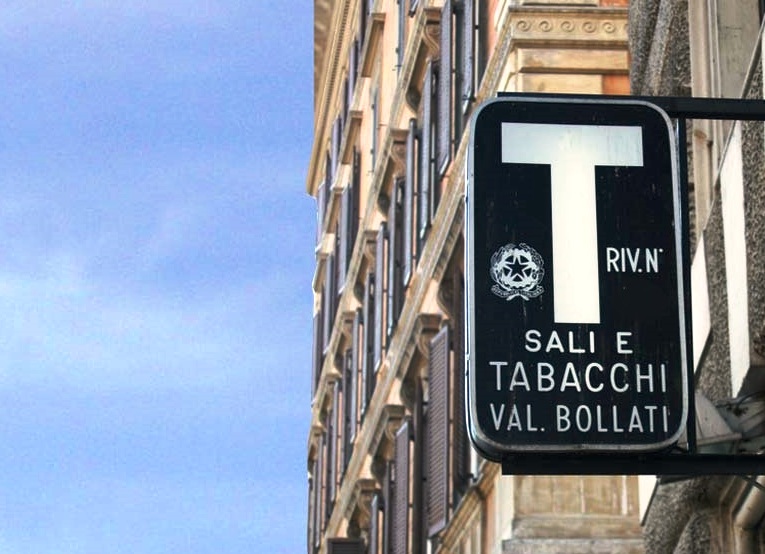 T
RIV. N°
SALI E
TABACCHI
VAL. BOLLATI